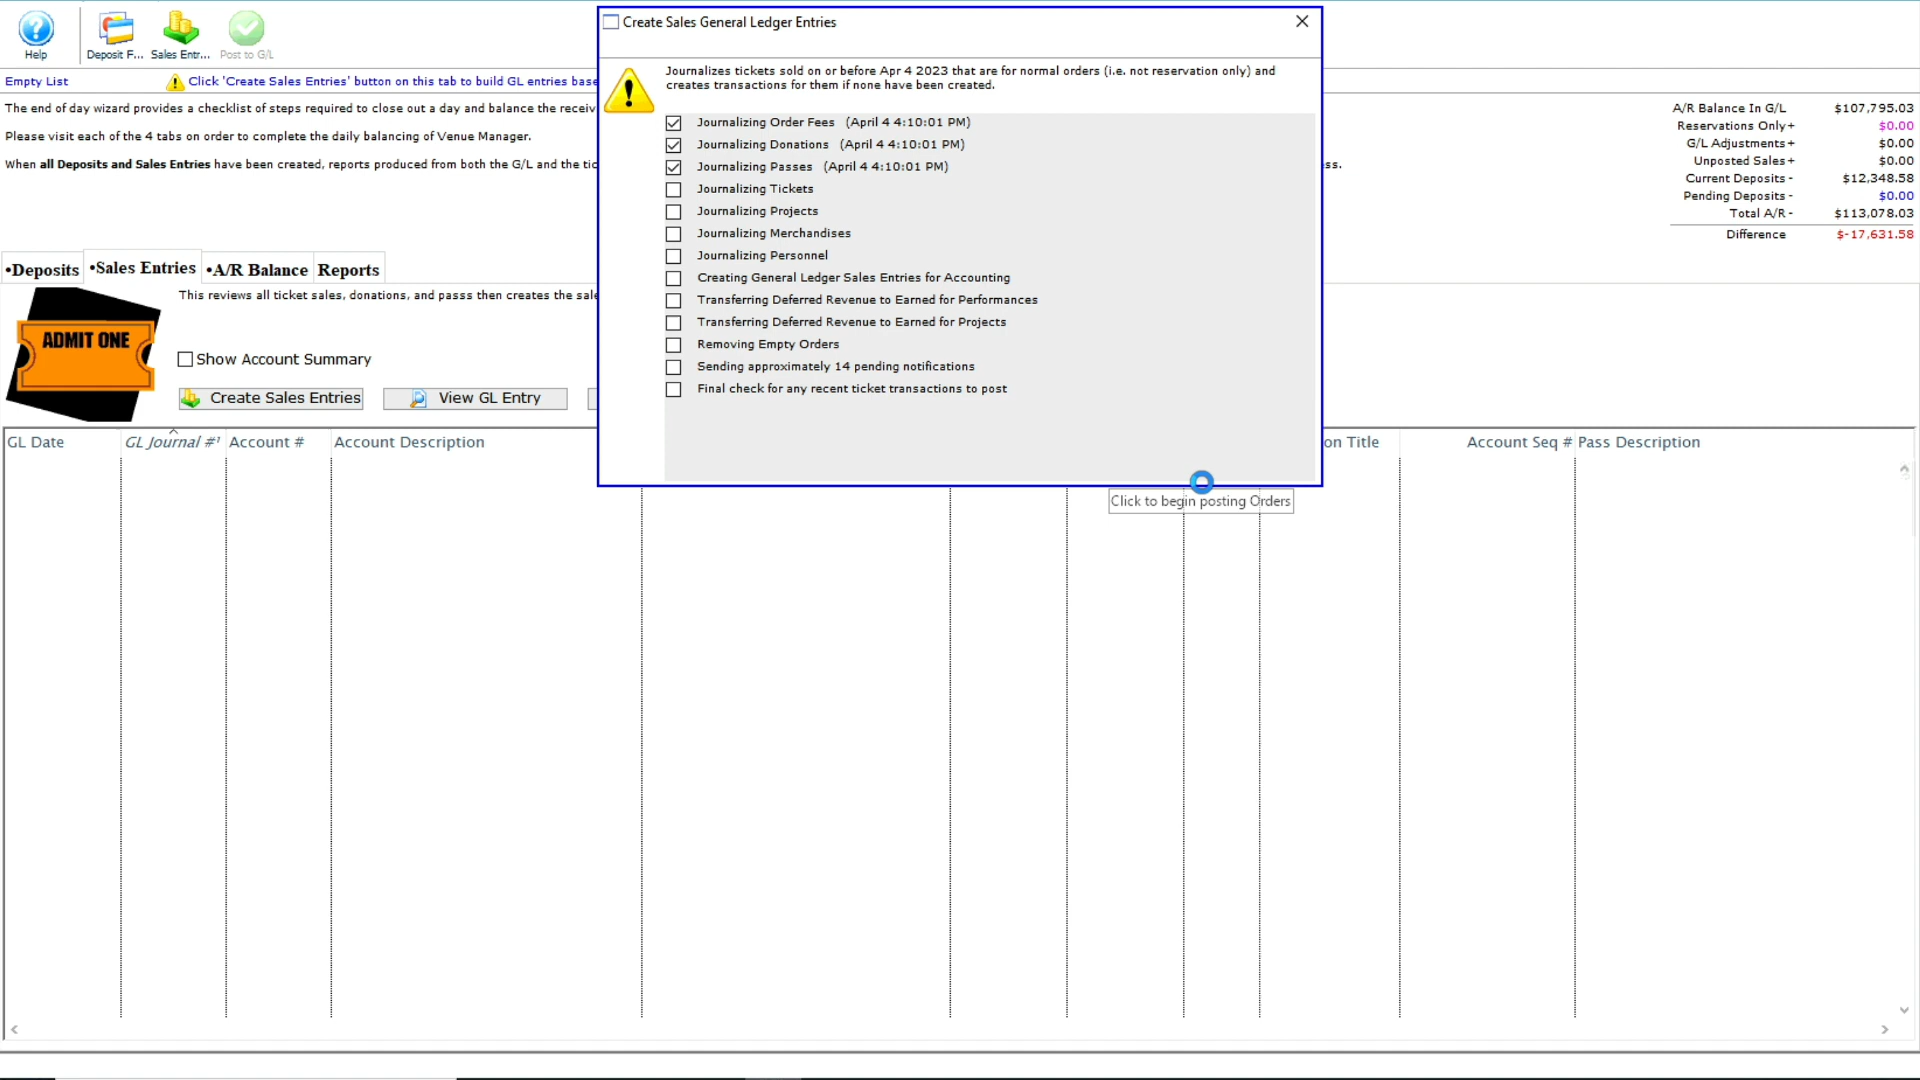 Help
Deposit F...
Sales Entr...
Post to G/L
Empty List
Click 'Create Sales Entries' button on this tab to build GL entries base
The end of day wizard provides a checklist of steps required to close out a day and balance the receiv
Please visit each of the 4 tabs on order to complete the daily balancing of Venue Manager.
When all Deposits and Sales Entries have been created, reports produced from both the G/L and the tic
ss.
A/R Balance In G/L $107,795.03
Reservations Only+ $0.00
G/L Adjustments+ $0.00
Unposted Sales+ $0.00
Current Deposits - $12,348.58
Pending Deposits - $0.00
Total A/R - $113,078.03
Difference $-17,631.58
•Deposits
•Sales Entries
•A/R Balance
Reports
ADMIT ONE
This reviews all ticket sales, donations, and passs then creates the sale
Show Account Summary
Create Sales Entries
View GL Entry
GL Date
GL Journal #¹
Account #
Account Description
on Title
Account Seq #
Pass Description
Create Sales General Ledger Entries
Journalizes tickets sold on or before Apr 4 2023 that are for normal orders (i.e. not reservation only) and
creates transactions for them if none have been created.
Journalizing Order Fees (April 4 4:10:01 PM)
Journalizing Donations (April 4 4:10:01 PM)
Journalizing Passes (April 4 4:10:01 PM)
Journalizing Tickets
Journalizing Projects
Journalizing Merchandises
Journalizing Personnel
Creating General Ledger Sales Entries for Accounting
Transferring Deferred Revenue to Earned for Performances
Transferring Deferred Revenue to Earned for Projects
Removing Empty Orders
Sending approximately 14 pending notifications
Final check for any recent ticket transactions to post
Click to begin posting Orders